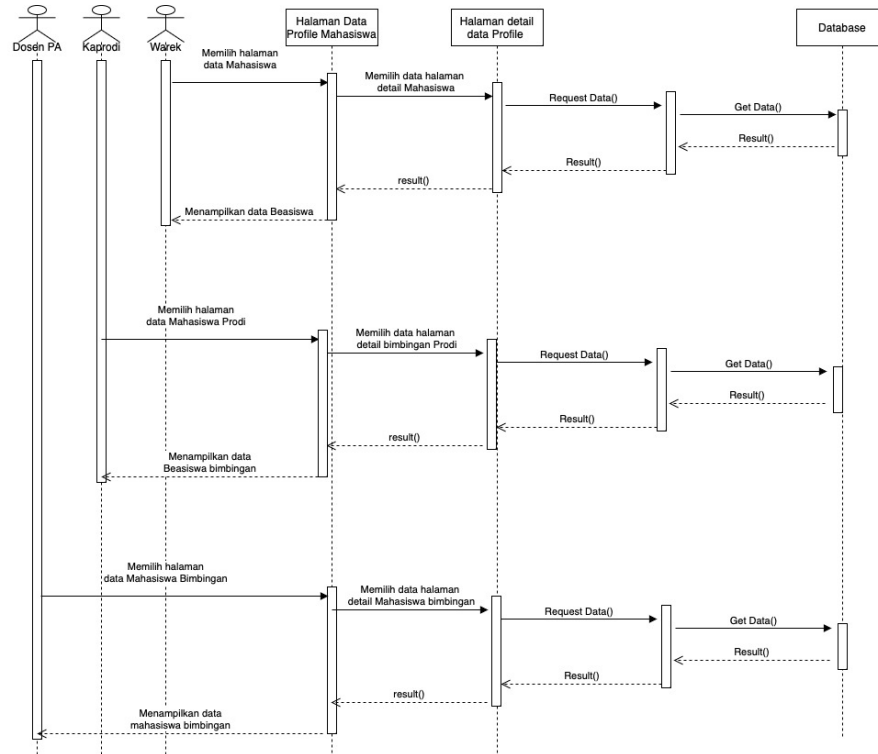 Dosen PA
Kaprodi
Warek
Halaman Data
Profile Mahasiswa
Halaman detail
data Profile
Database
Memilih halaman
data Mahasiswa
Memilih data halaman
detail Mahasiswa
Request Data()
Get Data()
Result()
Result()
result()
Menampilkan data Beasiswa
Memilih halaman
data Mahasiswa Prodi
Memilih data halaman
detail bimbingan Prodi
Request Data()
Get Data()
Result()
Result()
result()
Menampilkan data
Beasiswa bimbingan
Memilih halaman
data Mahasiswa Bimbingan
Memilih data halaman
detail Mahasiswa bimbingan
Request Data()
Get Data()
Result()
Result()
result()
Menampilkan data
mahasiswa bimbingan